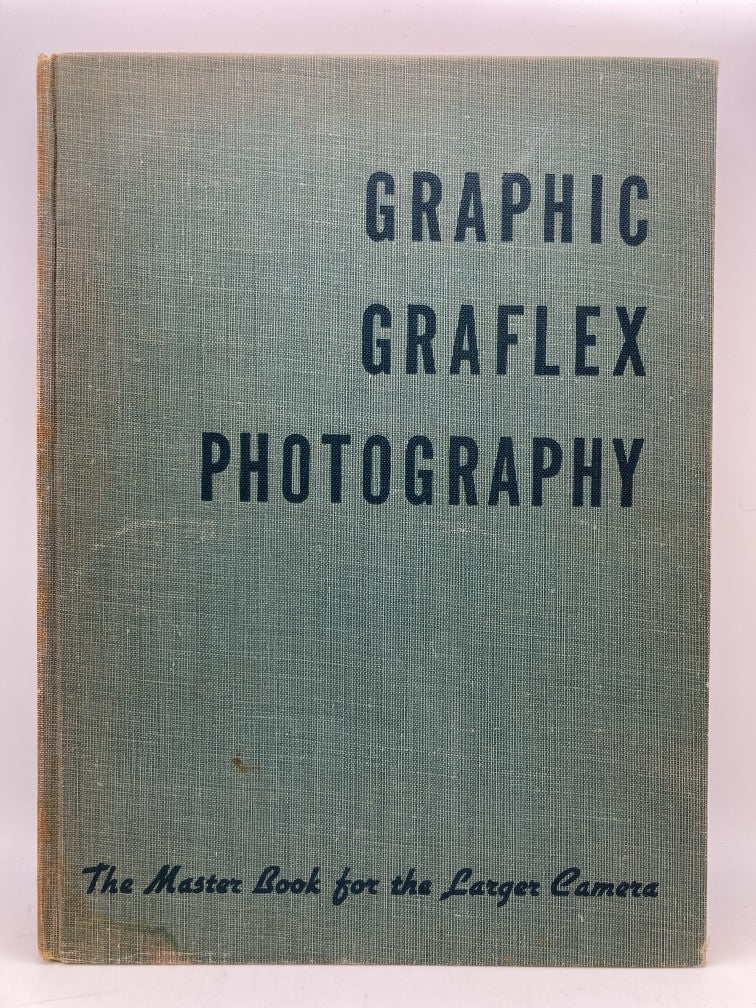 GRAPHIC
GRAFLEX
PHOTOGRAPHY
The Master Book for the Larger Camera